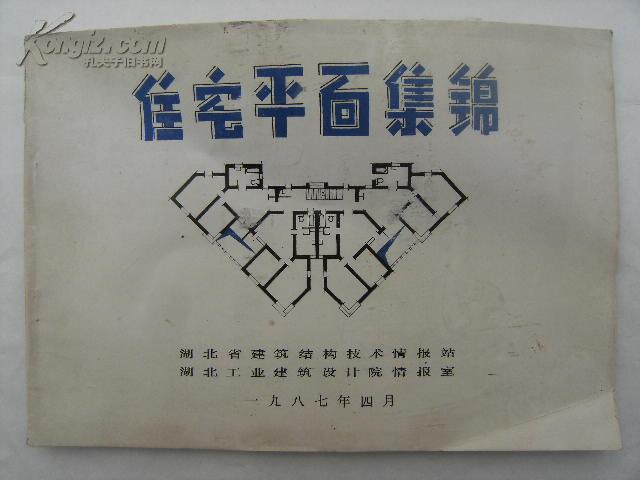 Kongfz.com
孔夫子旧书网
住宅平面集锦
湖北省建筑结构技术情报站
湖北工业建筑设计院情报室
一九八七年四月